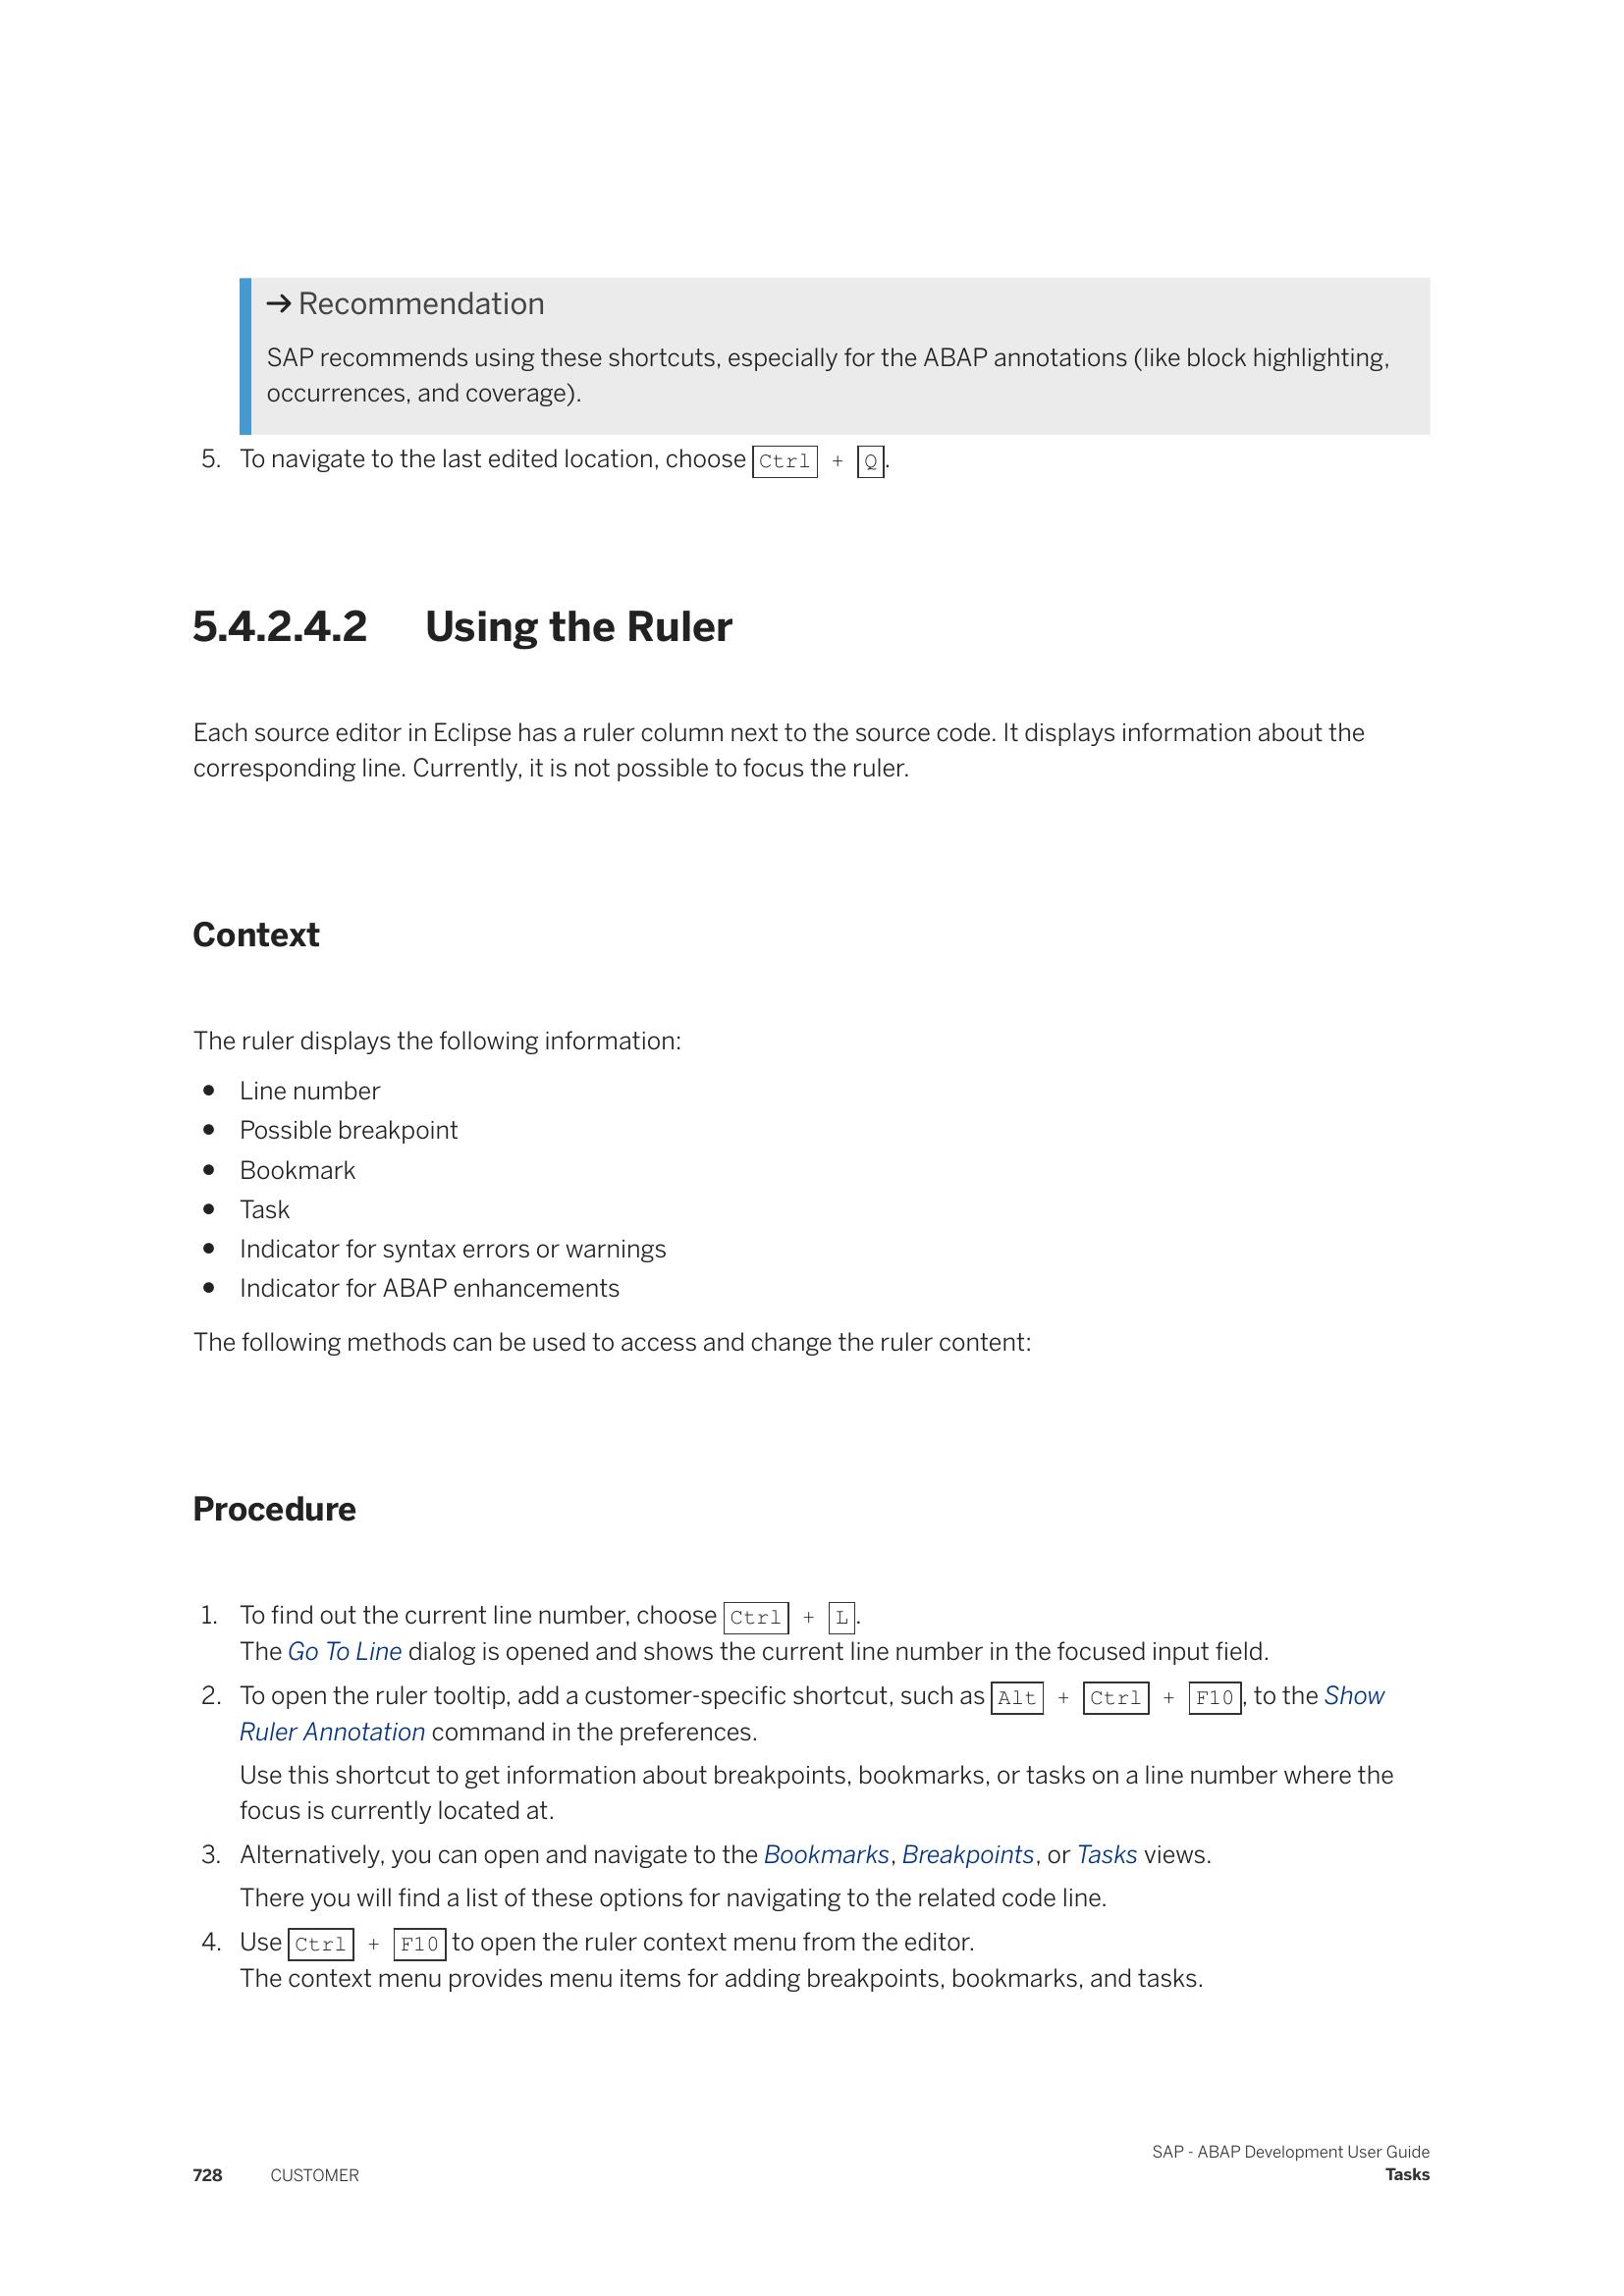 → Recommendation
SAP recommends using these shortcuts, especially for the ABAP annotations (like block highlighting,
occurrences, and coverage).
5. To navigate to the last edited location, choose Ctrl + Q.
5.4.2.4.2 Using the Ruler
Each source editor in Eclipse has a ruler column next to the source code. It displays information about the
corresponding line. Currently, it is not possible to focus the ruler.
Context
The ruler displays the following information:
• Line number
• Possible breakpoint
• Bookmark
• Task
• Indicator for syntax errors or warnings
• Indicator for ABAP enhancements
The following methods can be used to access and change the ruler content:
Procedure
1. To find out the current line number, choose Ctrl + L.
The Go To Line dialog is opened and shows the current line number in the focused input field.
2. To open the ruler tooltip, add a customer-specific shortcut, such as Alt + Ctrl + F10, to the Show
Ruler Annotation command in the preferences.
Use this shortcut to get information about breakpoints, bookmarks, or tasks on a line number where the
focus is currently located at.
3. Alternatively, you can open and navigate to the Bookmarks, Breakpoints, or Tasks views.
There you will find a list of these options for navigating to the related code line.
4. Use Ctrl + F10 to open the ruler context menu from the editor.
The context menu provides menu items for adding breakpoints, bookmarks, and tasks.
SAP - ABAP Development User Guide
728 CUSTOMER Tasks